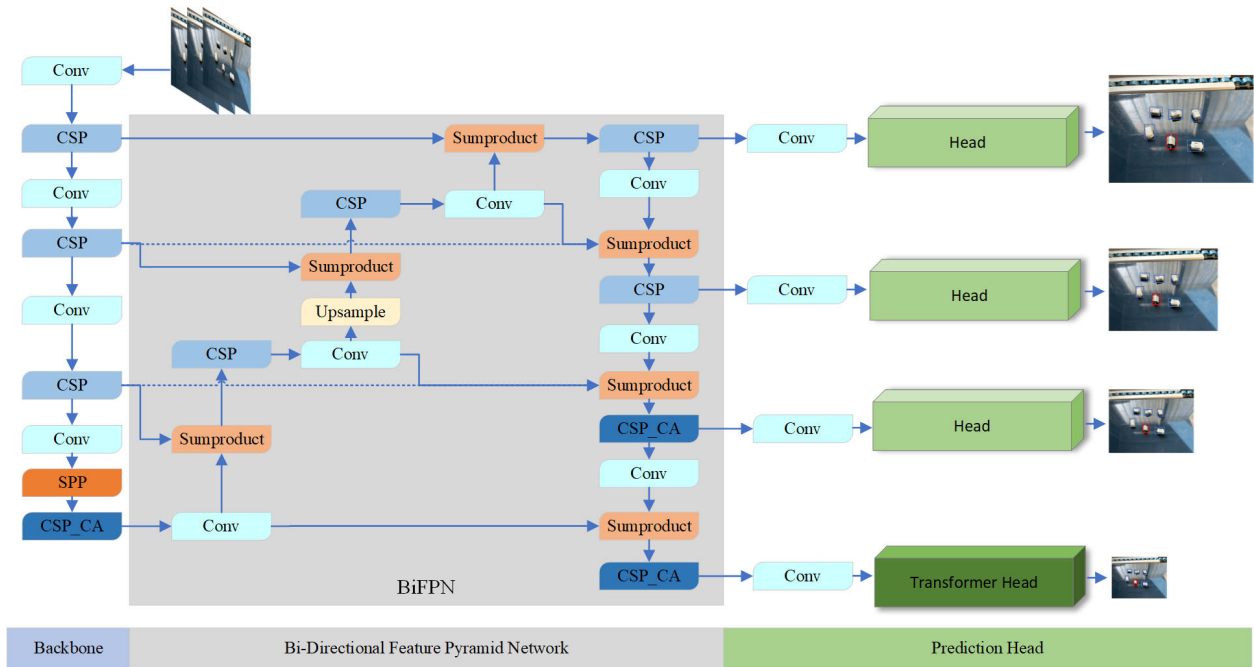 Conv
CSP
Sumproduct
CSP
Conv
Head
Conv
Conv
CSP
Conv
CSP
Sumproduct
Sumproduct
CSP
Conv
Head
Conv
Upsample
Conv
CSP
Conv
CSP
Sumproduct
Conv
Sumproduct
CSP_CA
Conv
Head
SPP
Conv
CSP_CA
Conv
Sumproduct
CSP_CA
Conv
Transformer Head
BiFPN
Backbone
Bi-Directional Feature Pyramid Network
Prediction Head